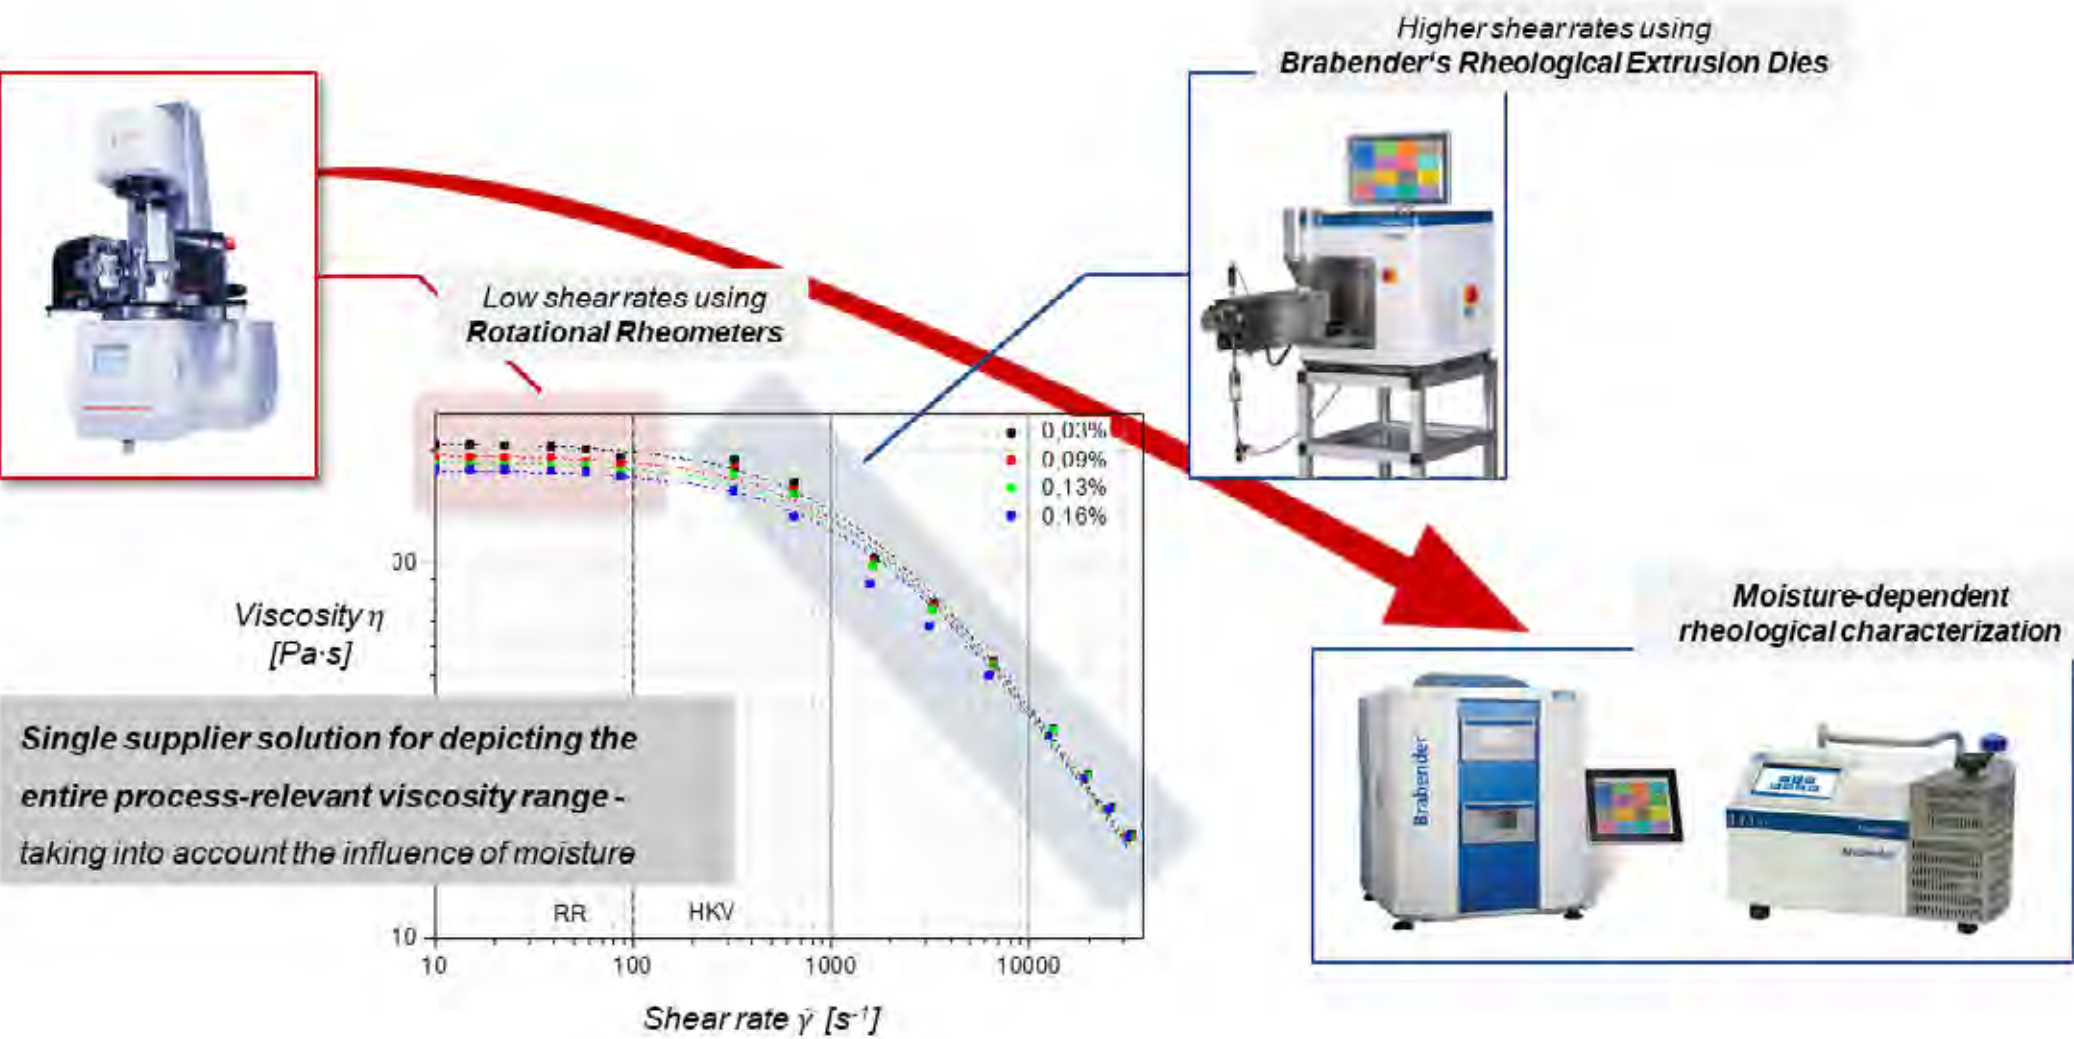 Higher shear rates using
Brabender's Rheological Extrusion Dies
Low shear rates using
Rotational Rheometers
0,03%
0,09%
0,13%
0,16%
00
Viscosity η
[Pa·s]
Moisture-dependent
rheological characterization
Single supplier solution for depicting the
entire process-relevant viscosity range -
taking into account the influence of moisture
Brabender
RR
HKV
10
10
100
1000
10000
Shear rate γ̇ [s⁻¹]